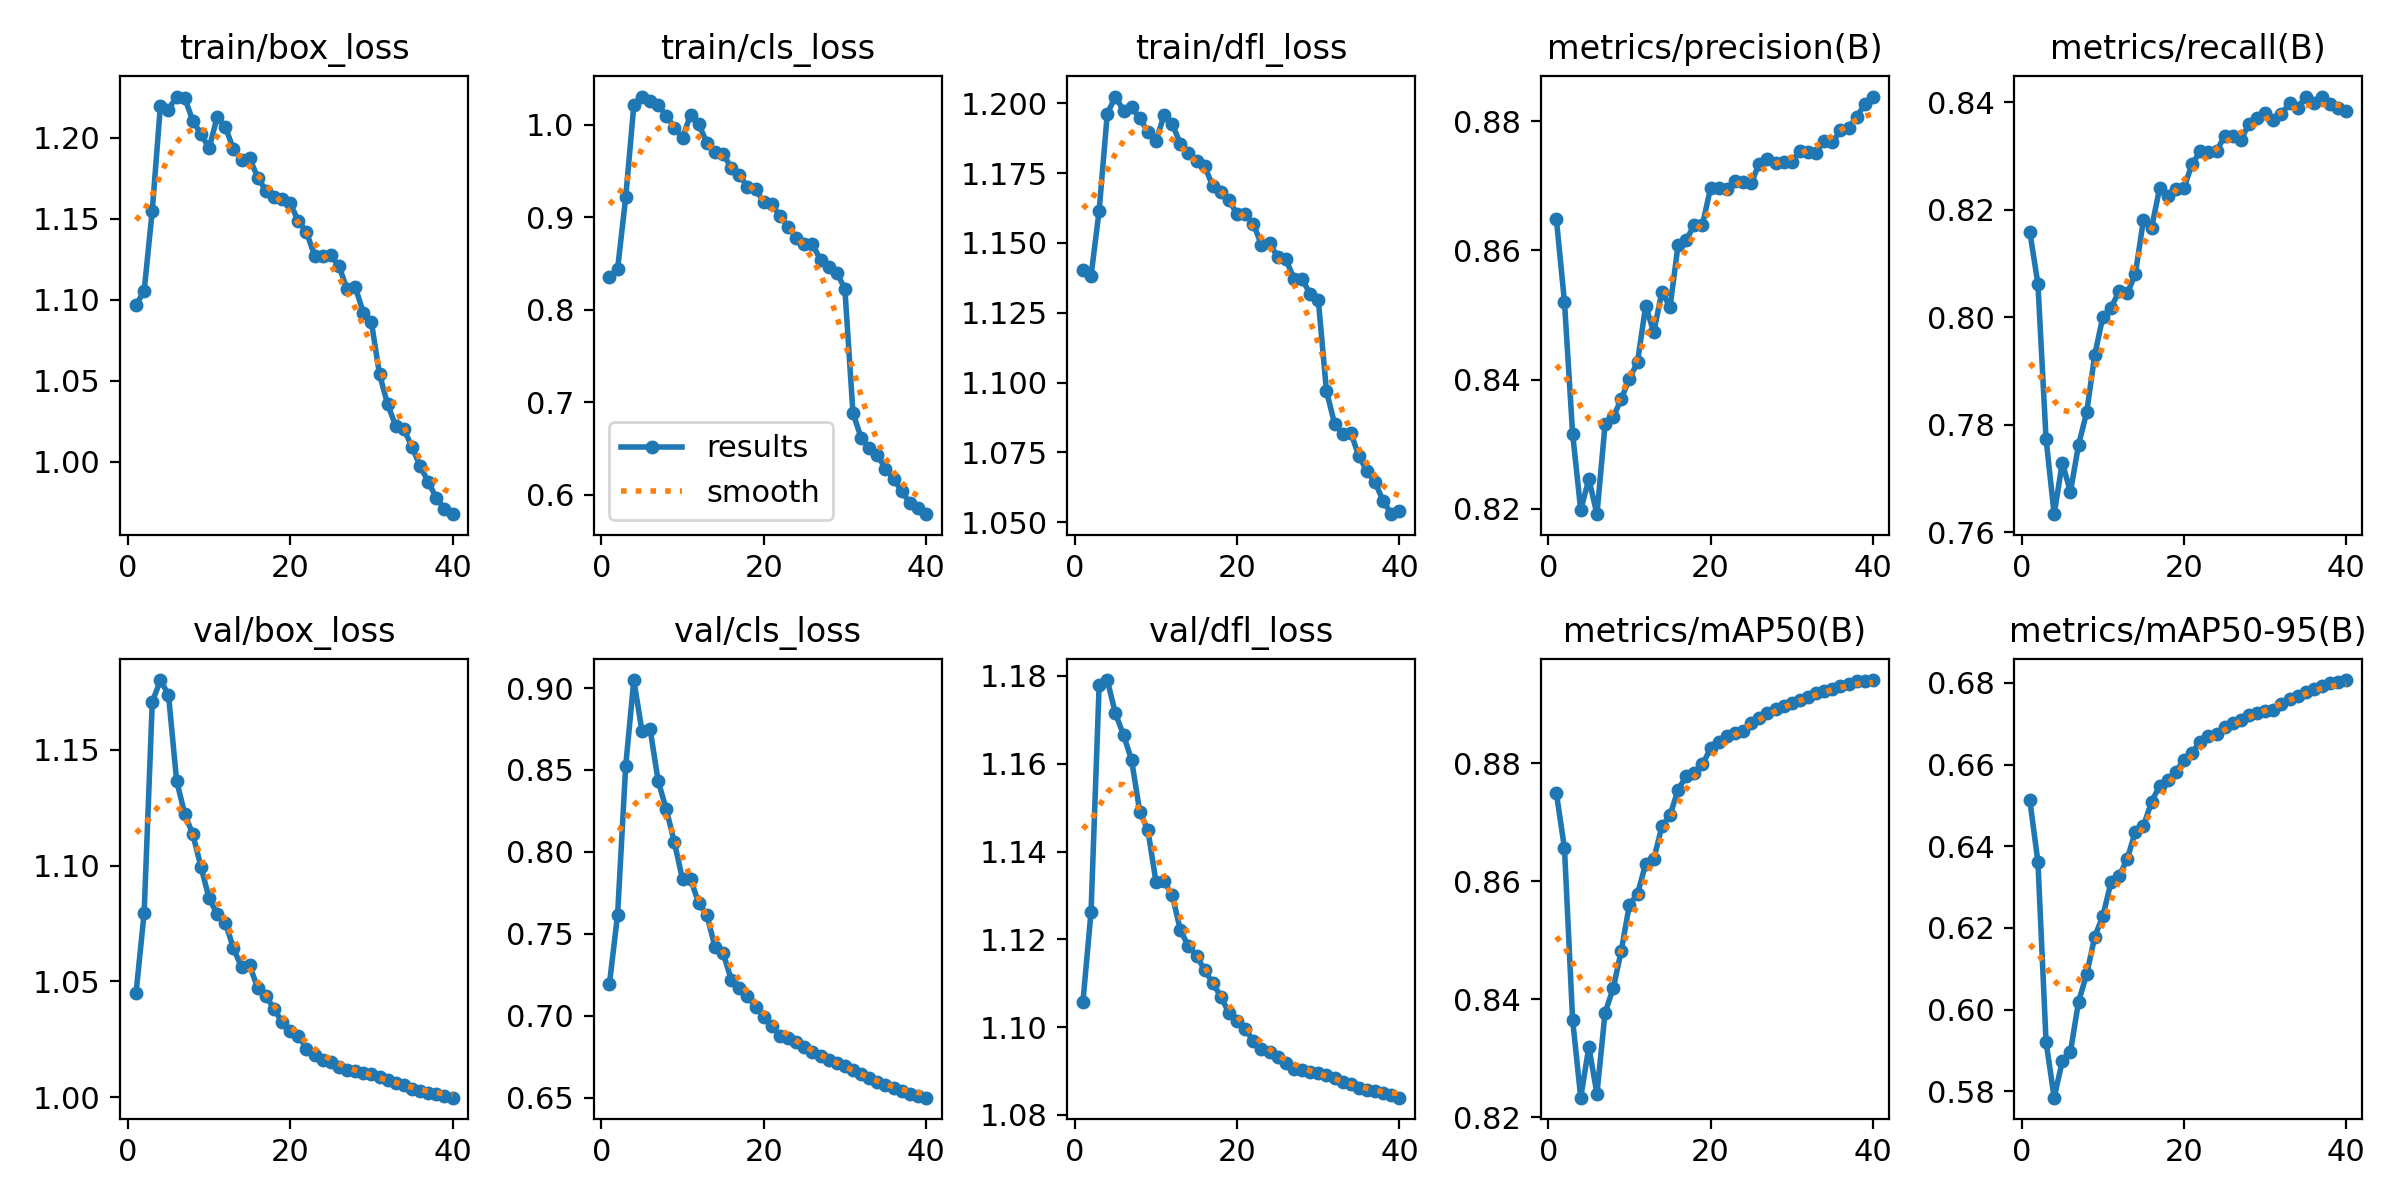 train/box_loss
1.20
1.15
1.10
1.05
1.00
0 20 40
train/cls_loss
1.0
0.9
0.8
0.7
0.6
results
smooth
0 20 40
train/dfl_loss
1.200
1.175
1.150
1.125
1.100
1.075
1.050
0 20 40
metrics/precision(B)
0.88
0.86
0.84
0.82
0 20 40
metrics/recall(B)
0.84
0.82
0.80
0.78
0.76
0 20 40
val/box_loss
1.15
1.10
1.05
1.00
0 20 40
val/cls_loss
0.90
0.85
0.80
0.75
0.70
0.65
0 20 40
val/dfl_loss
1.18
1.16
1.14
1.12
1.10
1.08
0 20 40
metrics/mAP50(B)
0.88
0.86
0.84
0.82
0 20 40
metrics/mAP50-95(B)
0.68
0.66
0.64
0.62
0.60
0.58
0 20 40